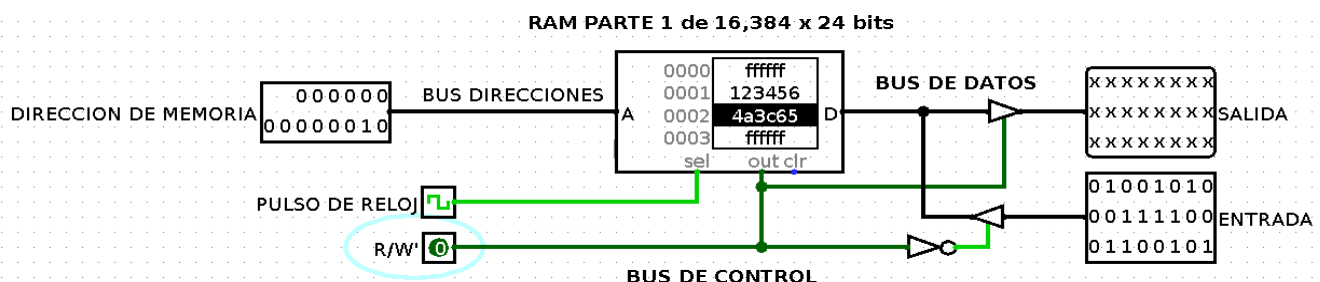 RAM PARTE 1 de 16,384 x 24 bits
0000 ffffff
BUS DE DATOS
xxxxxxxx
000000
BUS DIRECCIONES
0001 123456
DIRECCION DE MEMORIA
00000010
A
0002 4a3c65
D
xxxxxxxx
SALIDA
0003 ffffff
xxxxxxxx
sel
out
clr
01001010
PULSO DE RELOJ
00111100
ENTRADA
R/W'
0
01100101
BUS DE CONTROL